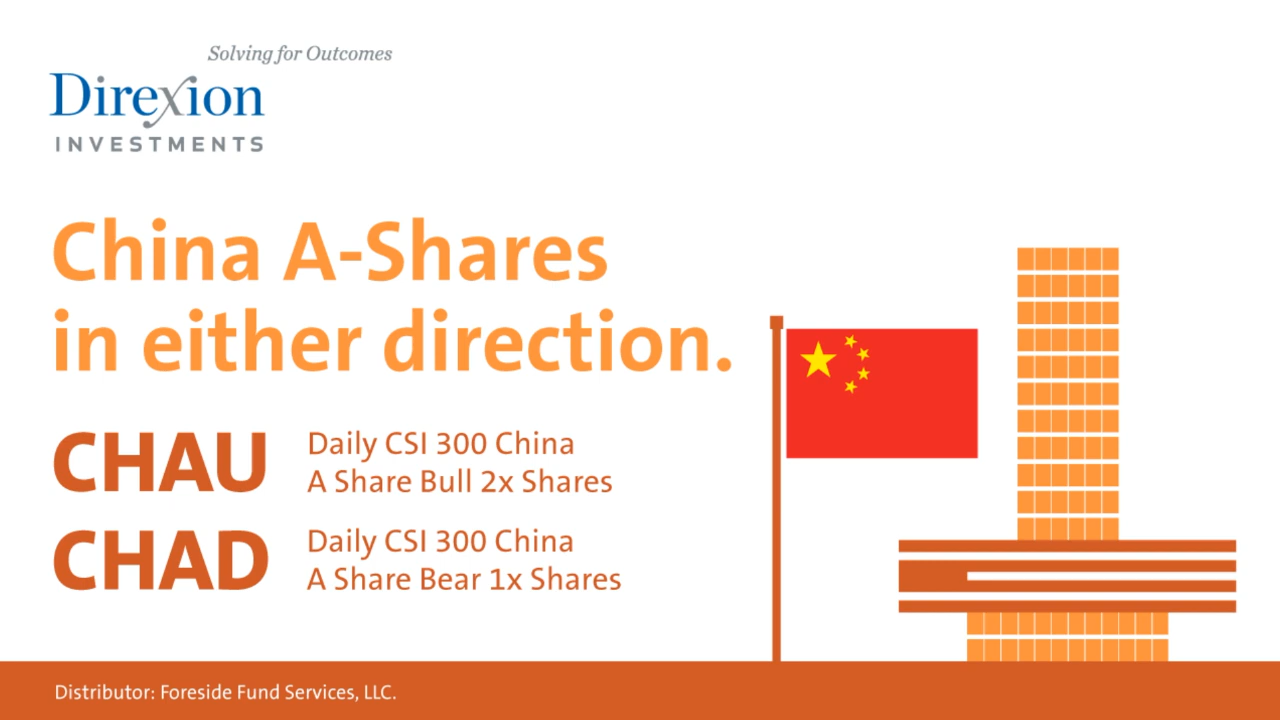 Solving for Outcomes
Direxion
INVESTMENTS
China A-Shares
in either direction.
CHAU
Daily CSI 300 China
A Share Bull 2x Shares
CHAD
Daily CSI 300 China
A Share Bear 1x Shares
Distributor: Foreside Fund Services, LLC.